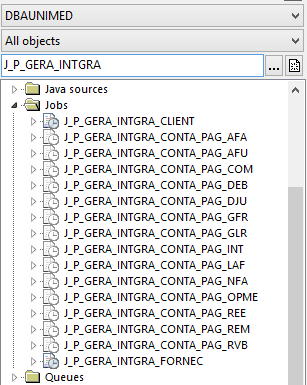 DBAUNIMED
All objects
J_P_GERA_INTGRA
...
Java sources
Jobs
J_P_GERA_INTGRA_CLIENT
J_P_GERA_INTGRA_CONTA_PAG_AFA
J_P_GERA_INTGRA_CONTA_PAG_AFU
J_P_GERA_INTGRA_CONTA_PAG_COM
J_P_GERA_INTGRA_CONTA_PAG_DEB
J_P_GERA_INTGRA_CONTA_PAG_DJU
J_P_GERA_INTGRA_CONTA_PAG_GFR
J_P_GERA_INTGRA_CONTA_PAG_GLR
J_P_GERA_INTGRA_CONTA_PAG_INT
J_P_GERA_INTGRA_CONTA_PAG_LAF
J_P_GERA_INTGRA_CONTA_PAG_NFA
J_P_GERA_INTGRA_CONTA_PAG_OPME
J_P_GERA_INTGRA_CONTA_PAG_REE
J_P_GERA_INTGRA_CONTA_PAG_REM
J_P_GERA_INTGRA_CONTA_PAG_RVB
J_P_GERA_INTGRA_FORNEC
Queues